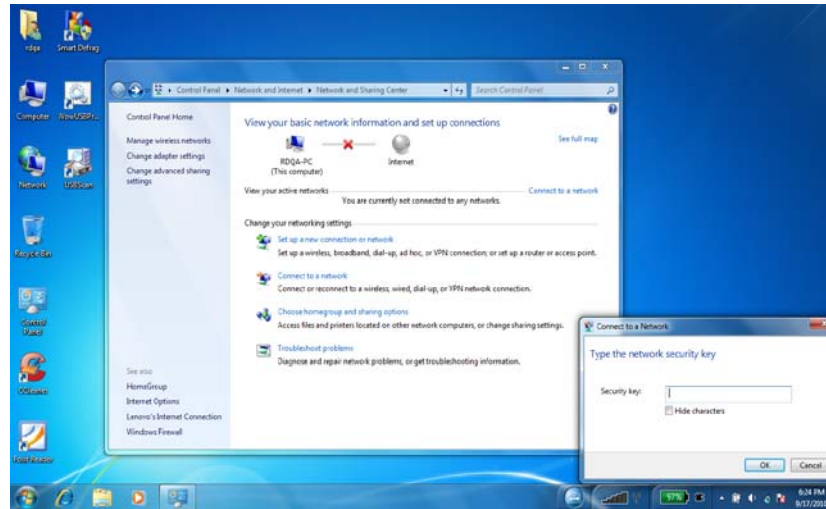 rdqa
Smart Defrag
Computer
Network
USBScan
Recycle Bin
Control
Panel
CCleaner
Foxit Reader
Control Panel
Network and Internet
Network and Sharing Center
Search Control Panel
Control Panel Home
Manage wireless networks
Change adapter settings
Change advanced sharing
settings
See also
HomeGroup
Internet Options
Lenovo's Internet Connection
Windows Firewall
View your basic network information and set up connections
See full map
RDQA-PC
(This computer)
Internet
View your active networks
Connect to a network
You are currently not connected to any networks.
Change your networking settings
Set up a new connection or network
Set up a wireless, broadband, dial-up, ad hoc, or VPN connection; or set up a router or access point.
Connect to a network
Connect or reconnect to a wireless, wired, dial-up, or VPN network connection.
Choose homegroup and sharing options
Access files and printers located on other network computers, or change sharing settings.
Troubleshoot problems
Diagnose and repair network problems, or get troubleshooting information.
Connect to a Network
Type the network security key
Security key:
Hide characters
OK
Cancel
97%
6:24 PM